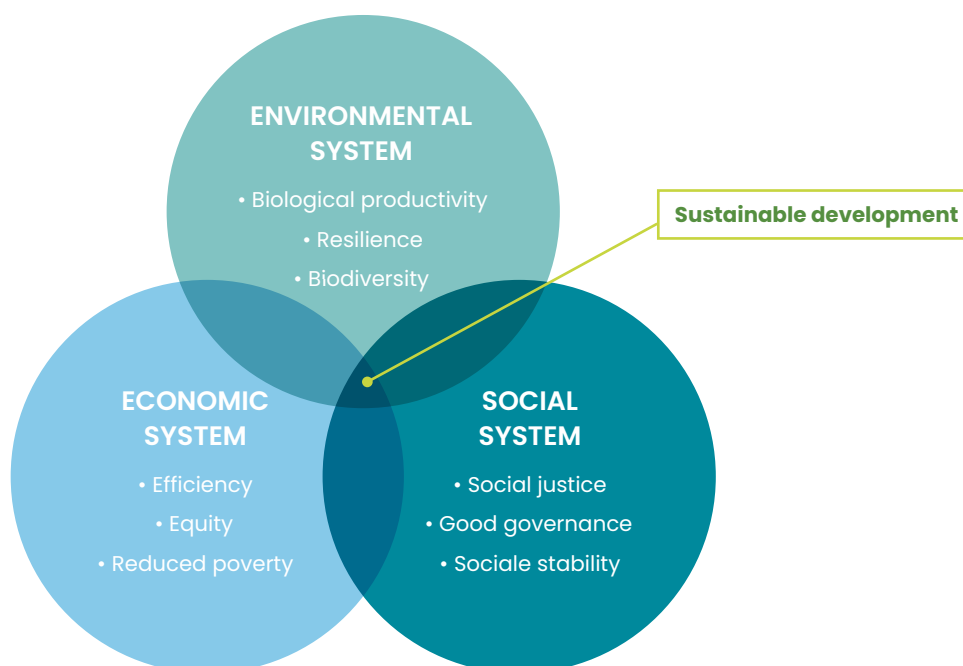 ENVIRONMENTAL
SYSTEM
• Biological productivity
• Resilience
• Biodiversity
Sustainable development
ECONOMIC
SYSTEM
• Efficiency
• Equity
• Reduced poverty
SOCIAL
SYSTEM
• Social justice
• Good governance
• Sociale stability